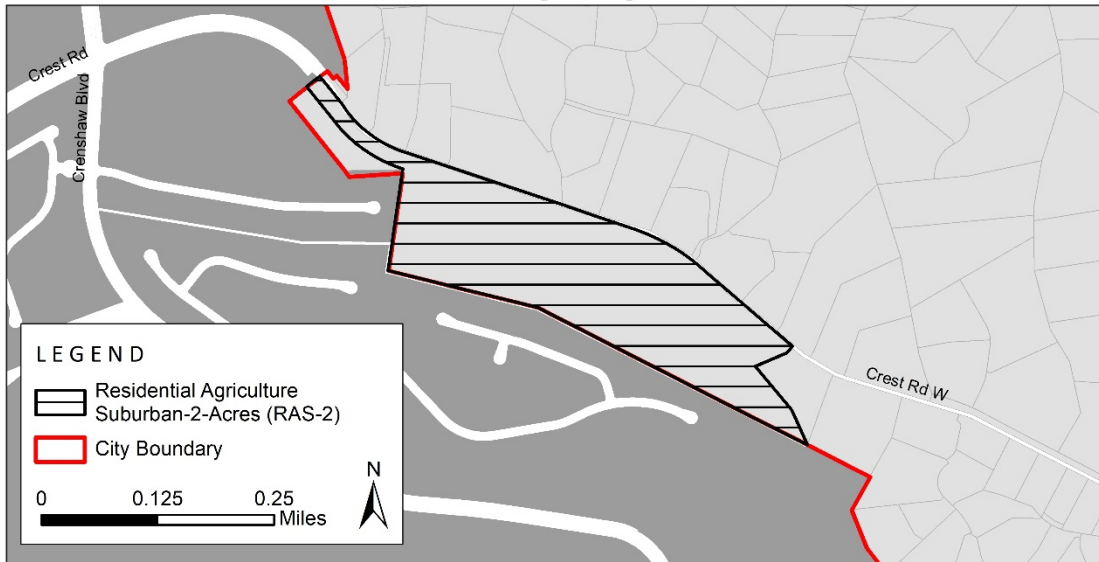 Crest Rd
Crenshaw Blvd
Crest Rd W
LEGEND
Residential Agriculture
Suburban-2-Acres (RAS-2)
City Boundary
N
0 0.125 0.25
Miles